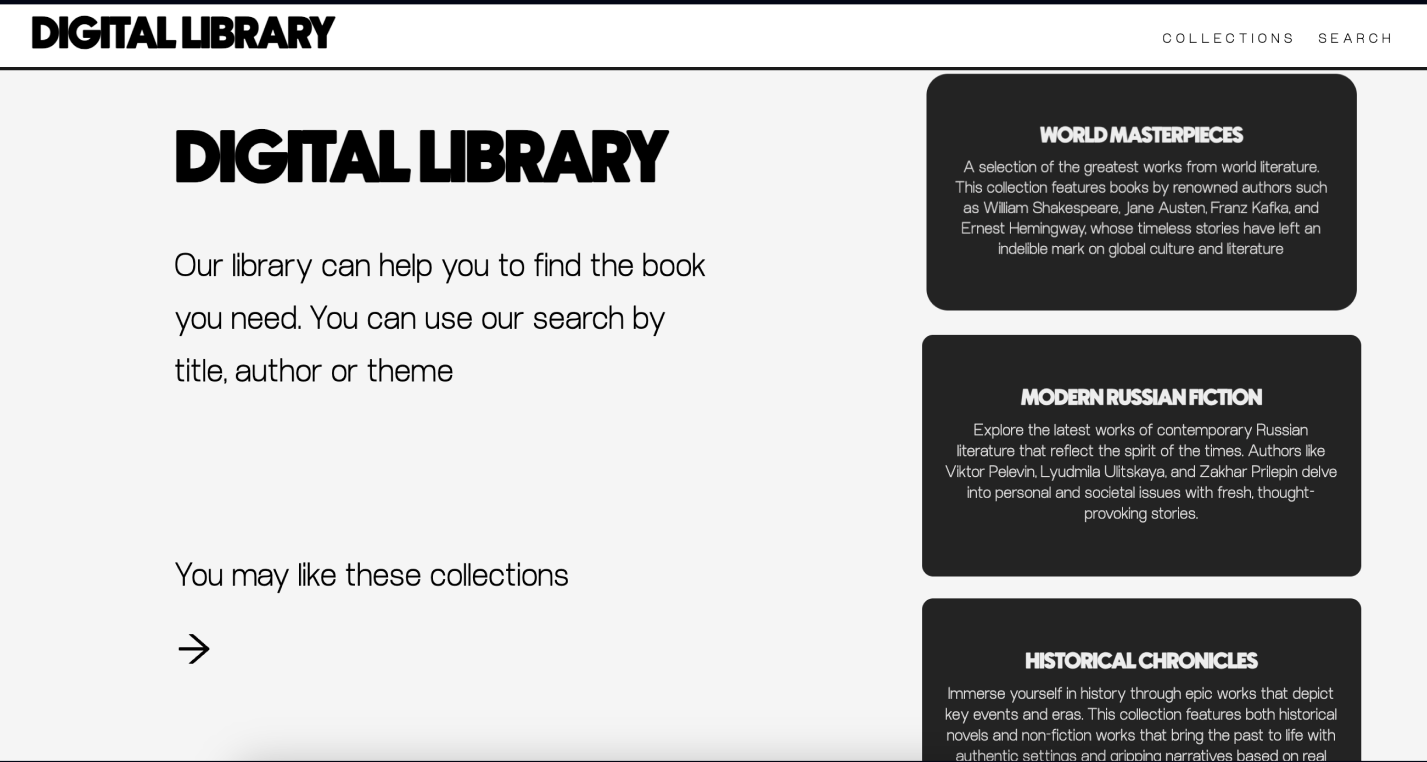 DIGITAL LIBRARY
COLLECTIONS SEARCH
DIGITAL LIBRARY
Our library can help you to find the book
you need. You can use our search by
title, author or theme
You may like these collections
WORLD MASTERPIECES
A selection of the greatest works from world literature.
This collection features books by renowned authors such
as William Shakespeare, Jane Austen, Franz Kafka, and
Ernest Hemingway, whose timeless stories have left an
indelible mark on global culture and literature
MODERN RUSSIAN FICTION
Explore the latest works of contemporary Russian
literature that reflect the spirit of the times. Authors like
Viktor Pelevin, Lyudmila Ulitskaya, and Zakhar Prilepin delve
into personal and societal issues with fresh, thought-
provoking stories.
HISTORICAL CHRONICLES
Immerse yourself in history through epic works that depict
key events and eras. This collection features both historical
novels and non-fiction works that bring the past to life with
authentic settings and gripping narratives based on real